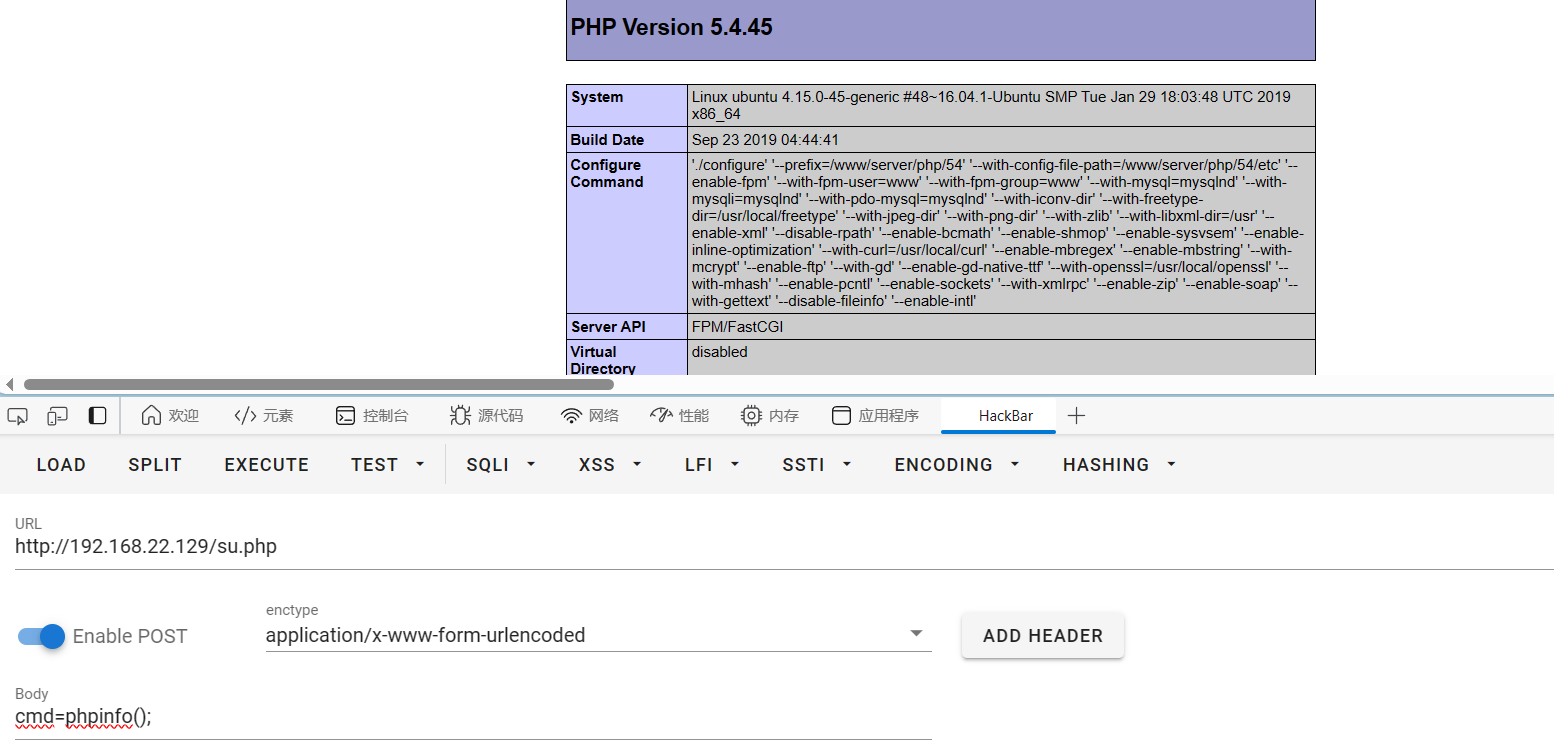 PHP Version 5.4.45
System
Linux ubuntu 4.15.0-45-generic #48~16.04.1-Ubuntu SMP Tue Jan 29 18:03:48 UTC 2019
x86_64
Build Date
Sep 23 2019 04:44:41
Configure
Command
'./configure' '--prefix=/www/server/php/54' '--with-config-file-path=/www/server/php/54/etc' '--
enable-fpm' '--with-fpm-user=www' '--with-fpm-group=www' '--with-mysql=mysqlnd' '--with-
mysqli=mysqlnd' '--with-pdo-mysql=mysqlnd' '--with-iconv-dir' '--with-freetype-
dir=/usr/local/freetype' '--with-jpeg-dir' '--with-png-dir' '--with-zlib' '--with-libxml-dir=/usr' '--
enable-xml' '--disable-rpath' '--enable-bcmath' '--enable-shmop' '--enable-sysvsem' '--enable-
inline-optimization' '--with-curl=/usr/local/curl' '--enable-mbregex' '--enable-mbstring' '--with-
mcrypt' '--enable-ftp' '--with-gd' '--enable-gd-native-ttf' '--with-openssl=/usr/local/openssl' '--
with-mhash' '--enable-pcntl' '--enable-sockets' '--with-xmlrpc' '--enable-zip' '--enable-soap' '--
with-gettext' '--disable-fileinfo' '--enable-intl'
Server API
FPM/FastCGI
Virtual
Directory
disabled
欢迎 元素 控制台 源代码 网络 性能 内存 应用程序 HackBar
LOAD SPLIT EXECUTE TEST SQLI XSS LFI SSTI ENCODING HASHING
URL
http://192.168.22.129/su.php
Enable POST
enctype
application/x-www-form-urlencoded
ADD HEADER
Body
cmd=phpinfo();